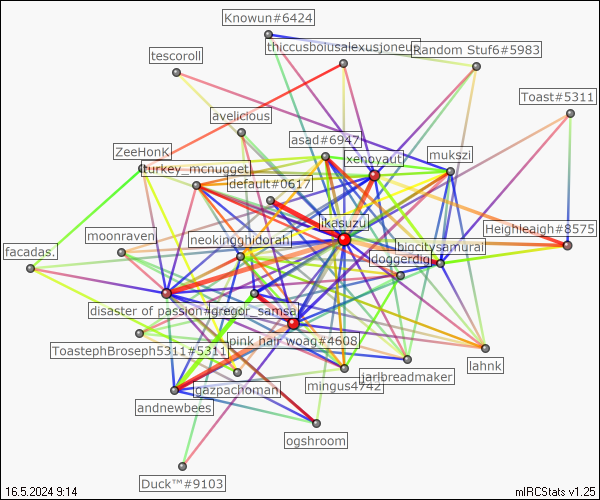 Knowun#6424
thiccusboiusalexusjoneus
Random Stuf6#5983
tescoroll
Toast#5311
avelicious
asad#6947
ZeeHonK
xenoyaut
mukszi
turkey_mcnugget
default#0617
ikasuzu
Heighleaigh#8575
moonraven
neokingghidorah
biccitysamurai
facadas.
doggerdig
disaster of passion#
gregor_samsa
pink hair woag#4608
ToastephBroseph5311#5311
lahnk
jarlbreadmaker
mingus4742
gazpachoman
andnewbees
ogshroom
Duck™#9103
16.5.2024 9:14
mIRCStats v1.25